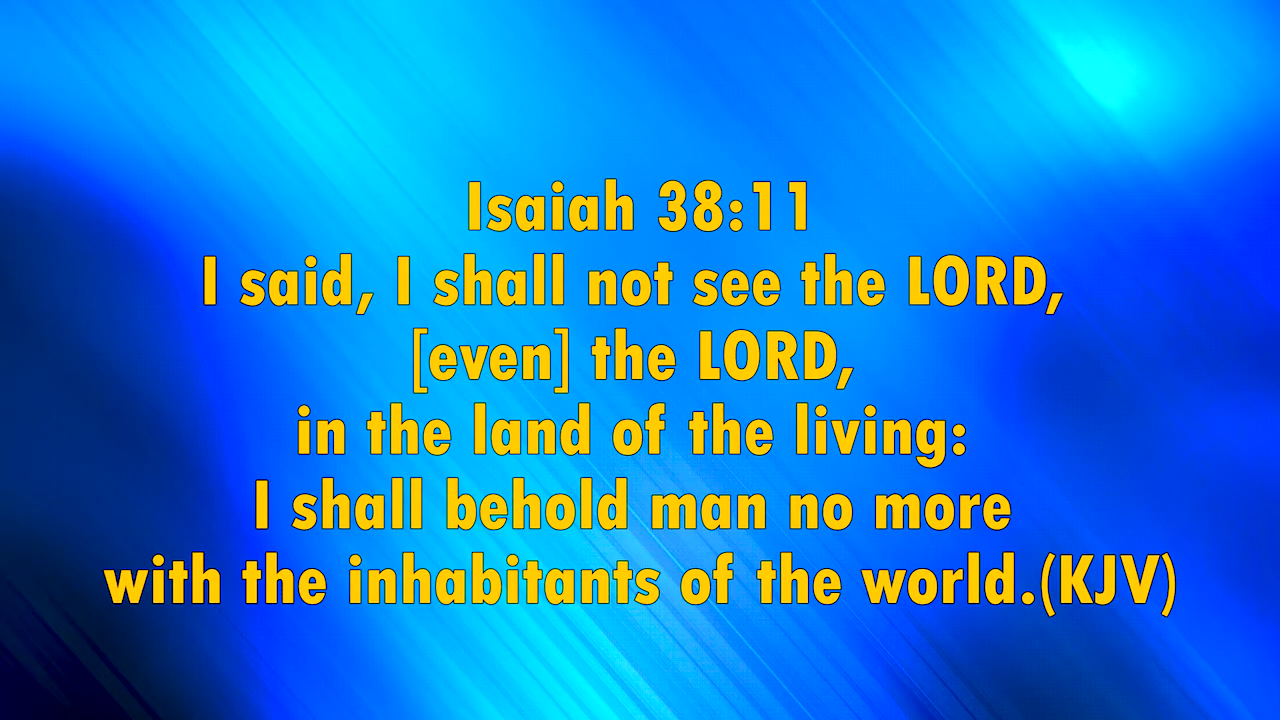 Isaiah 38:11
I said, I shall not see the LORD,
[even] the LORD,
in the land of the living:
I shall behold man no more
with the inhabitants of the world.(KJV)